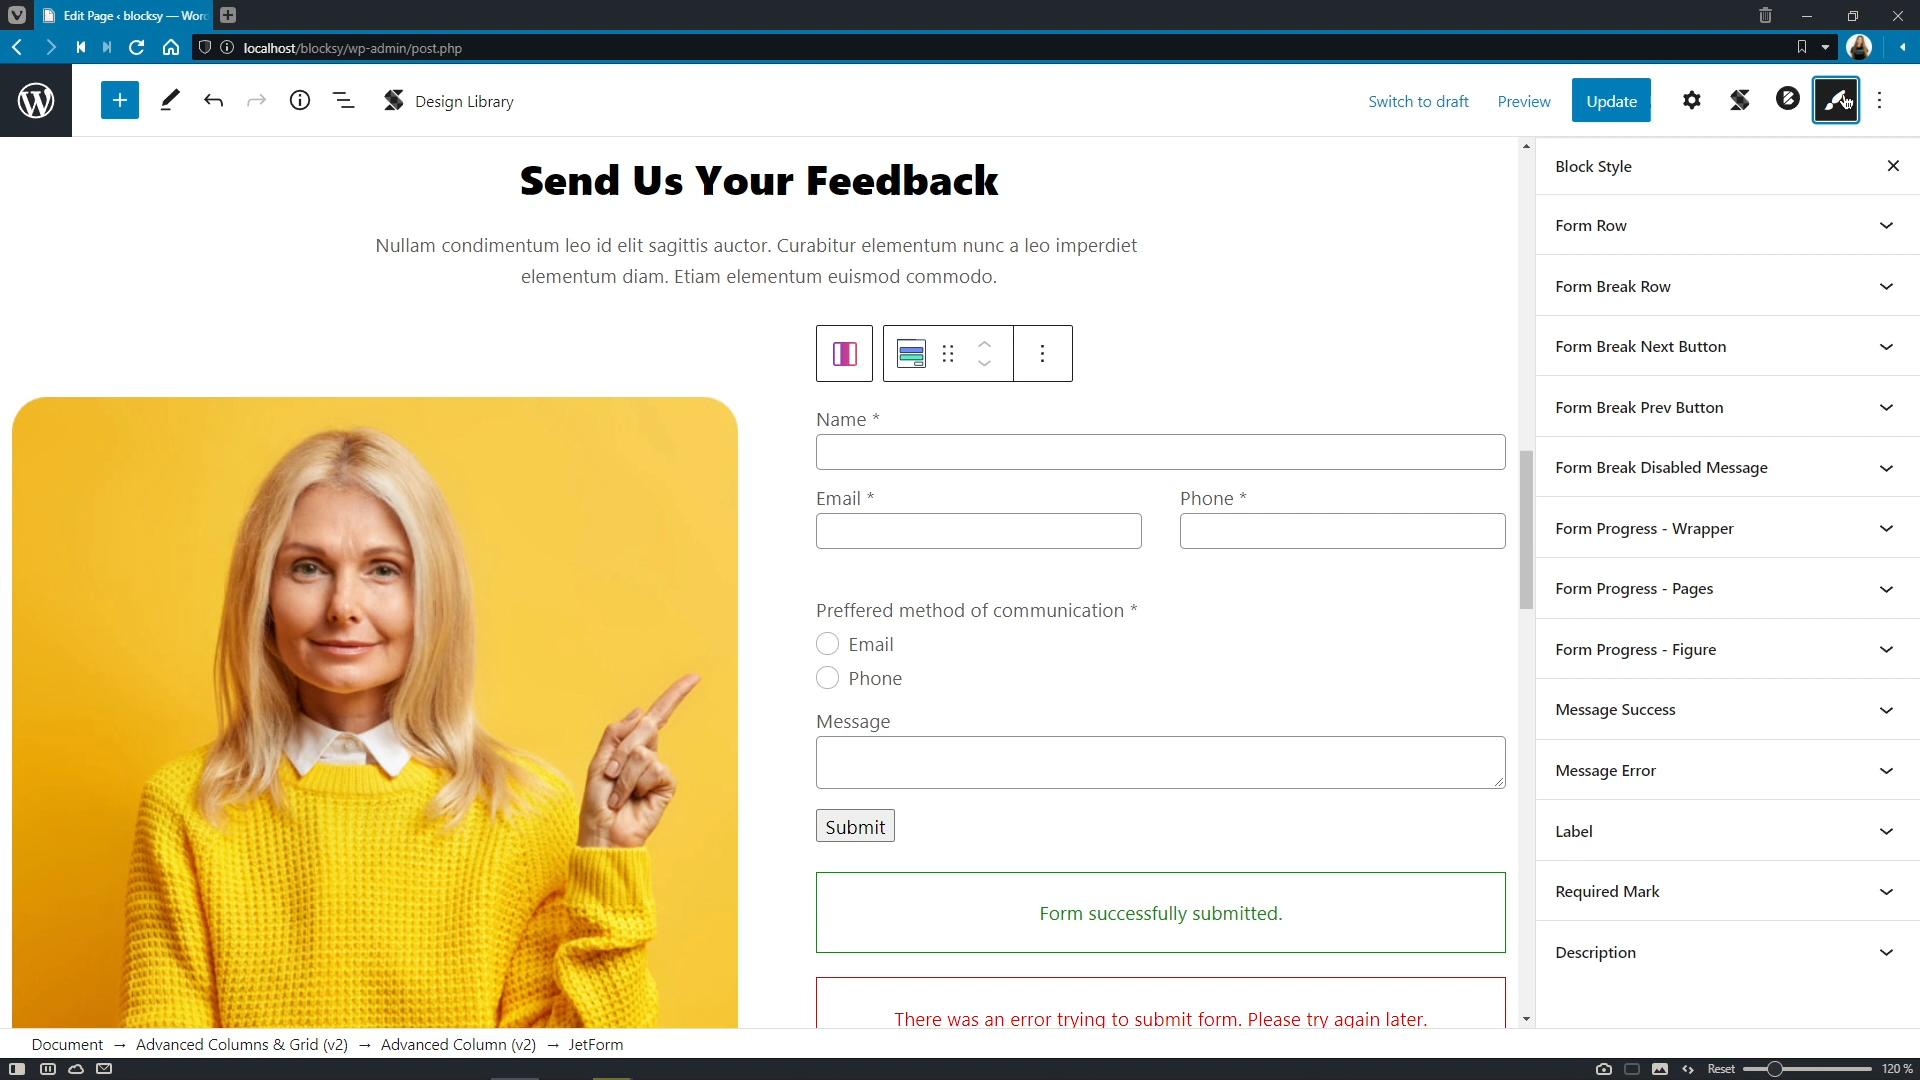 Edit Page ‹ blocksy — Word
localhost/blocksy/wp-admin/post.php
Design Library
Switch to draft
Preview
Update
Send Us Your Feedback
Nullam condimentum leo id elit sagittis auctor. Curabitur elementum nunc a leo imperdiet
elementum diam. Etiam elementum euismod commodo.
Name *
Email *
Phone *
Preffered method of communication *
Email
Phone
Message
Submit
Form successfully submitted.
There was an error trying to submit form. Please try again later.
Block Style
Form Row
Form Break Row
Form Break Next Button
Form Break Prev Button
Form Break Disabled Message
Form Progress - Wrapper
Form Progress - Pages
Form Progress - Figure
Message Success
Message Error
Label
Required Mark
Description
Document → Advanced Columns & Grid (v2) → Advanced Column (v2) → JetForm
Reset
120 %